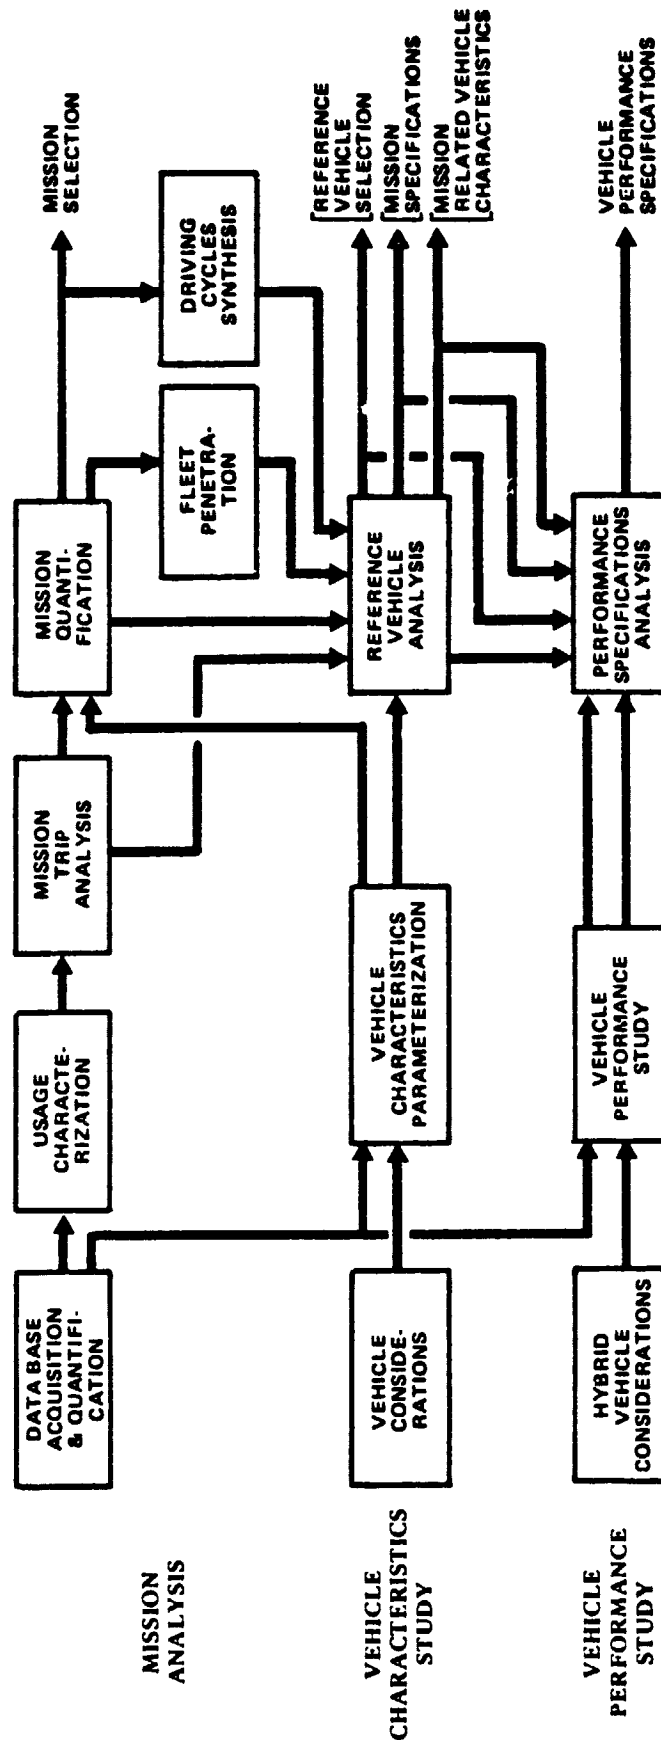 MISSION
ANALYSIS
DATA BASE
ACQUISITION
& QUANTIFI-
CATION
USAGE
CHARACTE-
RIZATION
MISSION
TRIP
ANALYSIS
MISSION
QUANTI-
FICATION
MISSION
SELECTION
FLEET
PENETRA-
TION
DRIVING
CYCLES
SYNTHESIS
VEHICLE
CHARACTERISTICS
STUDY
VEHICLE
CONSIDE-
RATIONS
VEHICLE
CHARACTERISTICS
PARAMETERIZATION
REFERENCE
VEHICLE
ANALYSIS
[REFERENCE
VEHICLE
SELECTION
[MISSION
SPECIFICATIONS
[MISSION
RELATED VEHICLE
CHARACTERISTICS
VEHICLE
PERFORMANCE
STUDY
HYBRID
VEHICLE
CONSIDERATIONS
VEHICLE
PERFORMANCE
STUDY
PERFORMANCE
SPECIFICATIONS
ANALYSIS
VEHICLE
PERFORMANCE
SPECIFICATIONS